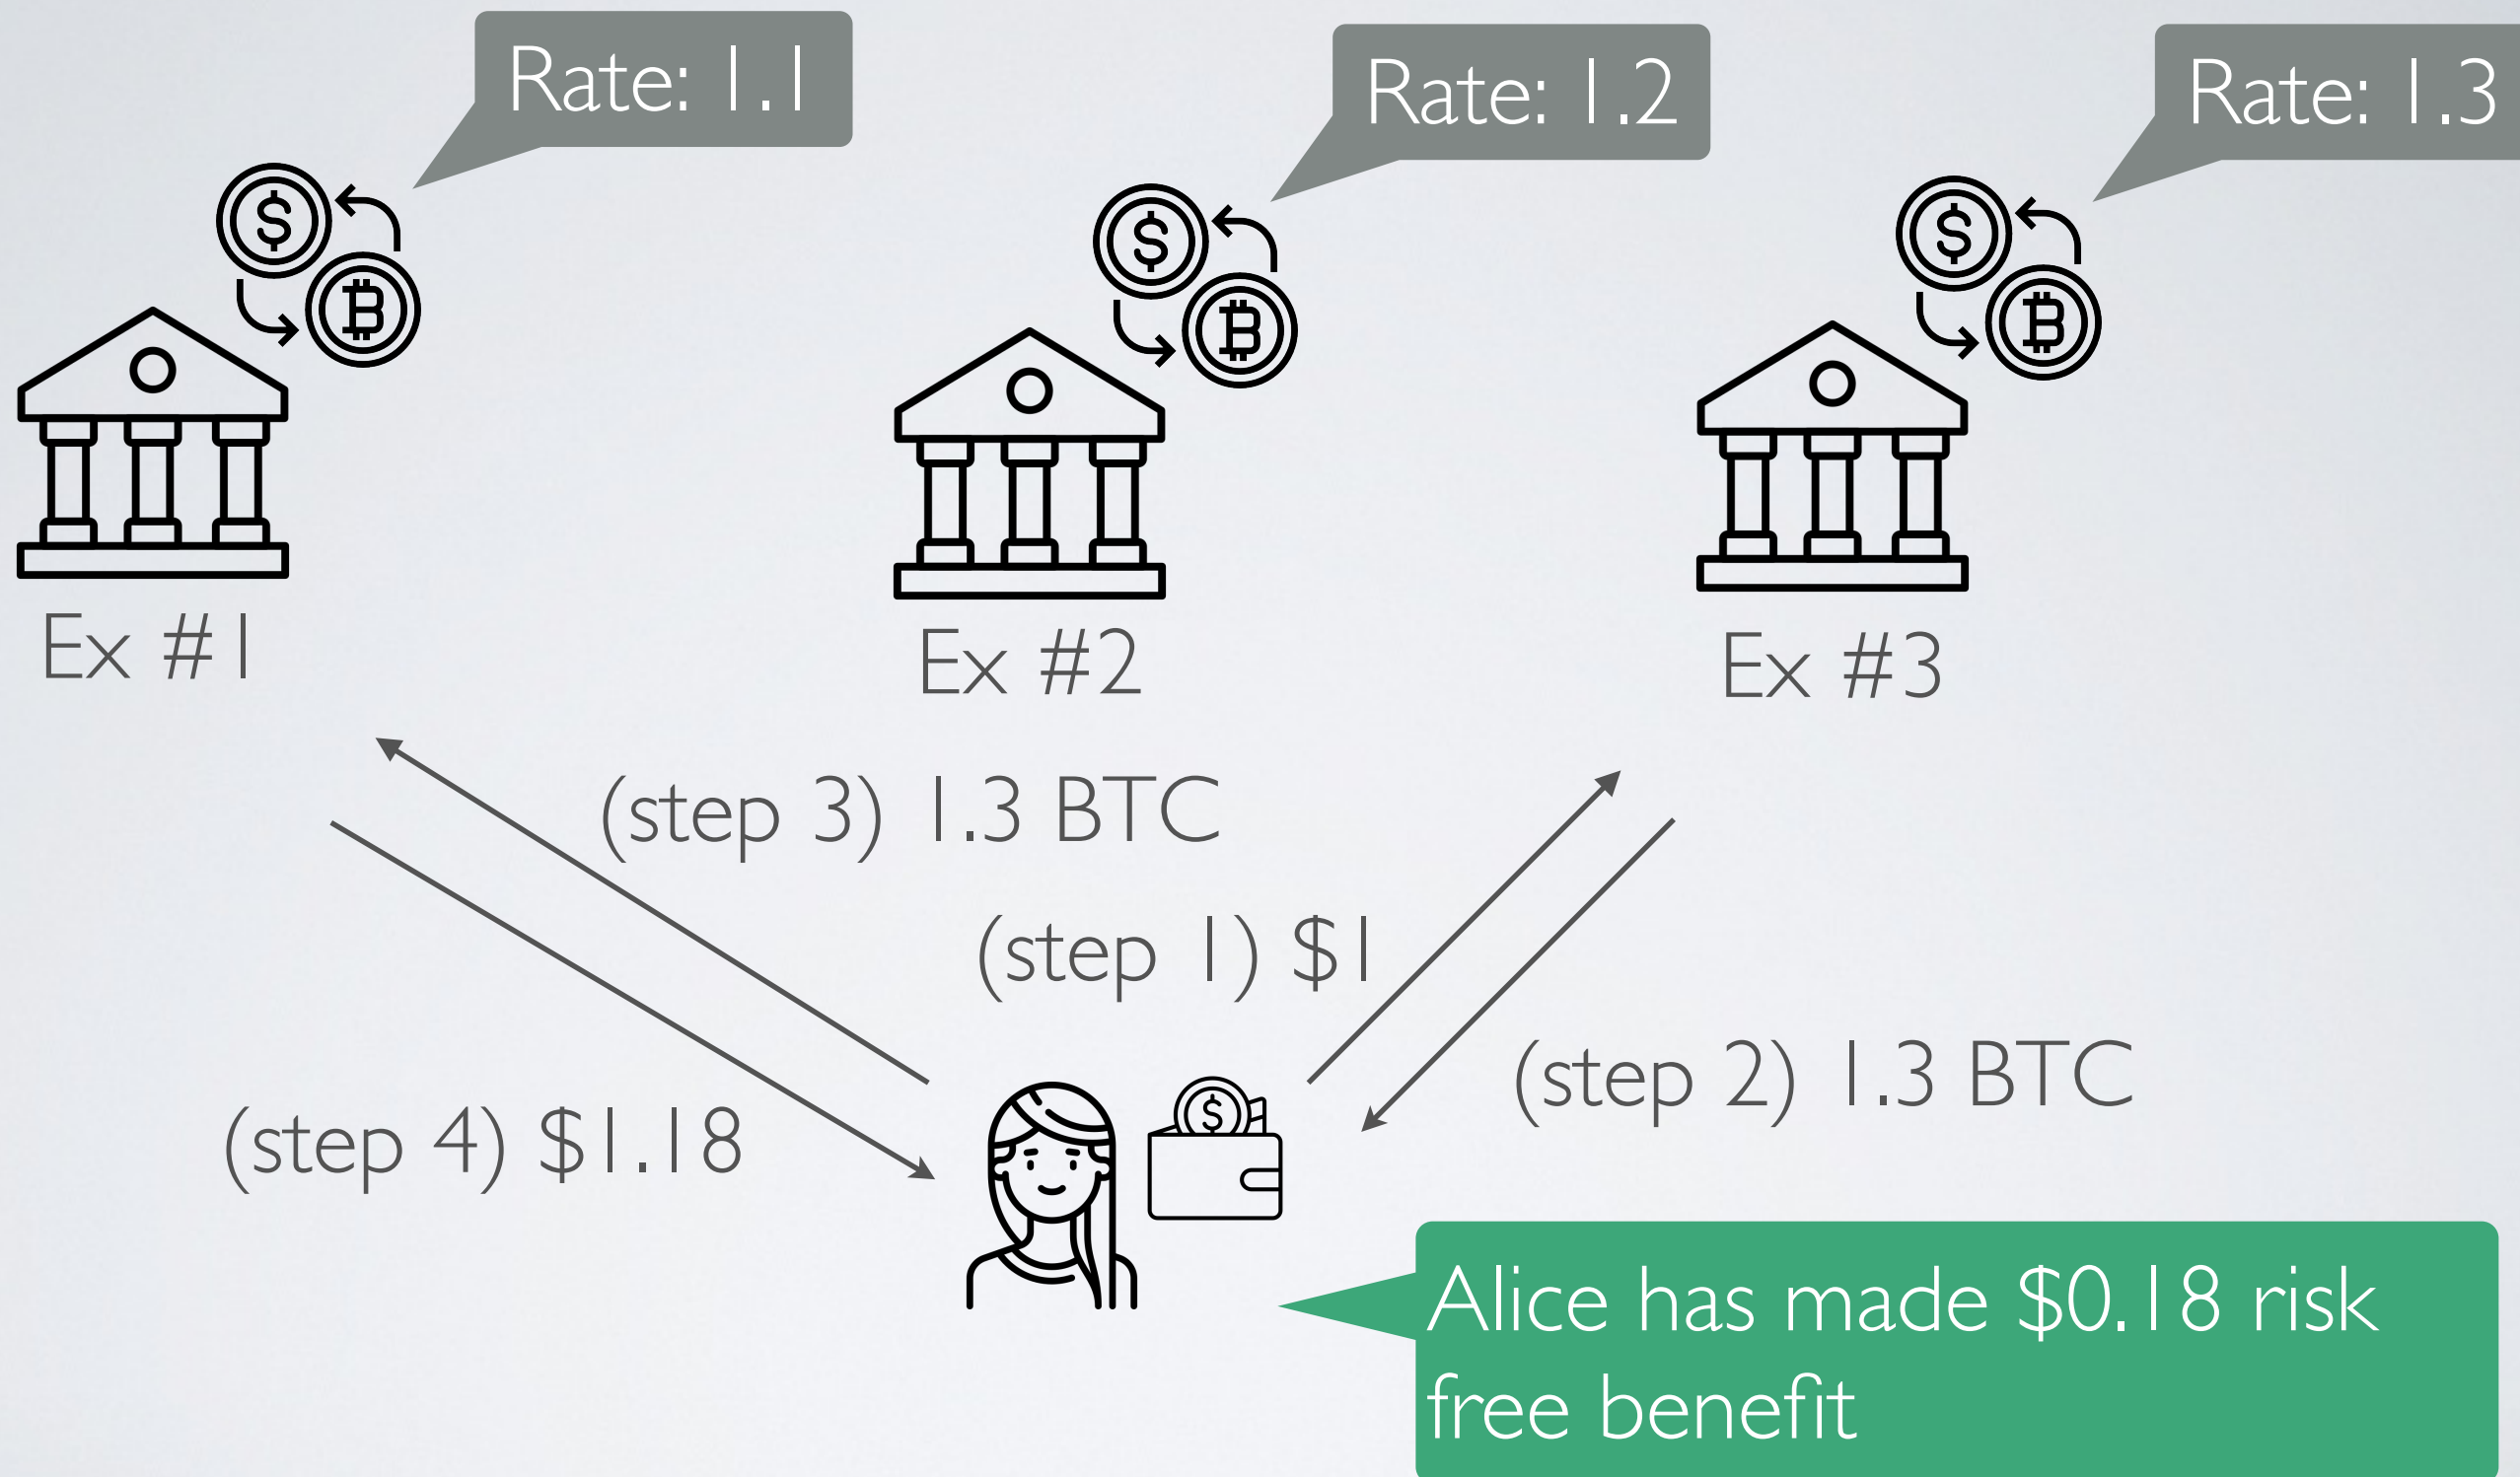 Rate: 1.1
Rate: 1.2
Rate: 1.3
Ex #1
Ex #2
Ex #3
(step 3) 1.3 BTC
(step 1) $1
(step 2) 1.3 BTC
(step 4) $1.18
Alice has made $0.18 risk
free benefit